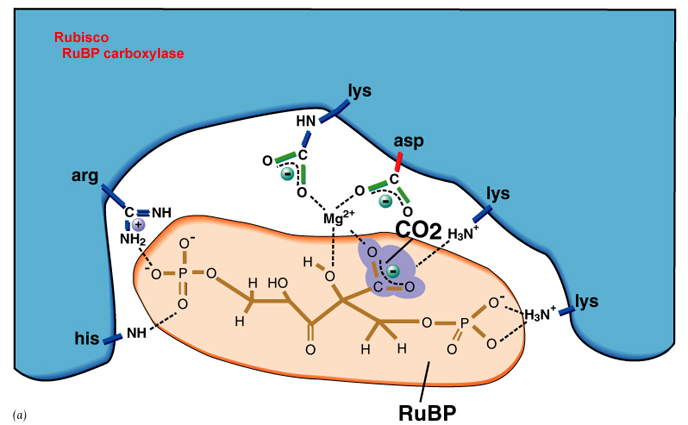 Rubisco
RuBP carboxylase
lys
HN
asp
C
O
C
O
arg
O
lys
C NH
+
NH2
Mg2+
O
CO2
H3N+
O-
H
O
-O P O
H H HO
O
C O
O-
H3N+
lys
O
H
O P
his NH
O
H H
O
O
RuBP
(a)